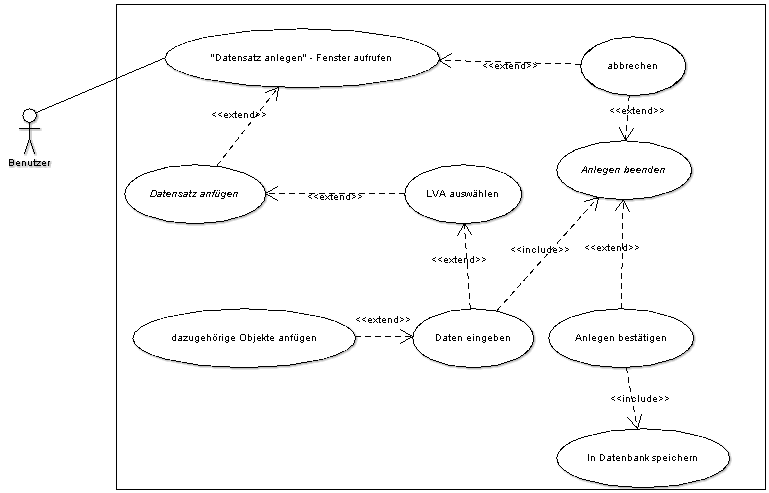 "Datensatz anlegen" - Fenster aufrufen
<<extend>>
abbrechen
<<extend>>
<<extend>>
Benutzer
Anlegen beenden
Datensatz anfügen
<<extend>>
LVA auswählen
<<extend>>
<<include>>
<<extend>>
<<extend>>
dazugehörige Objekte anfügen
Daten eingeben
Anlegen bestätigen
<<include>>
In Datenbank speichern